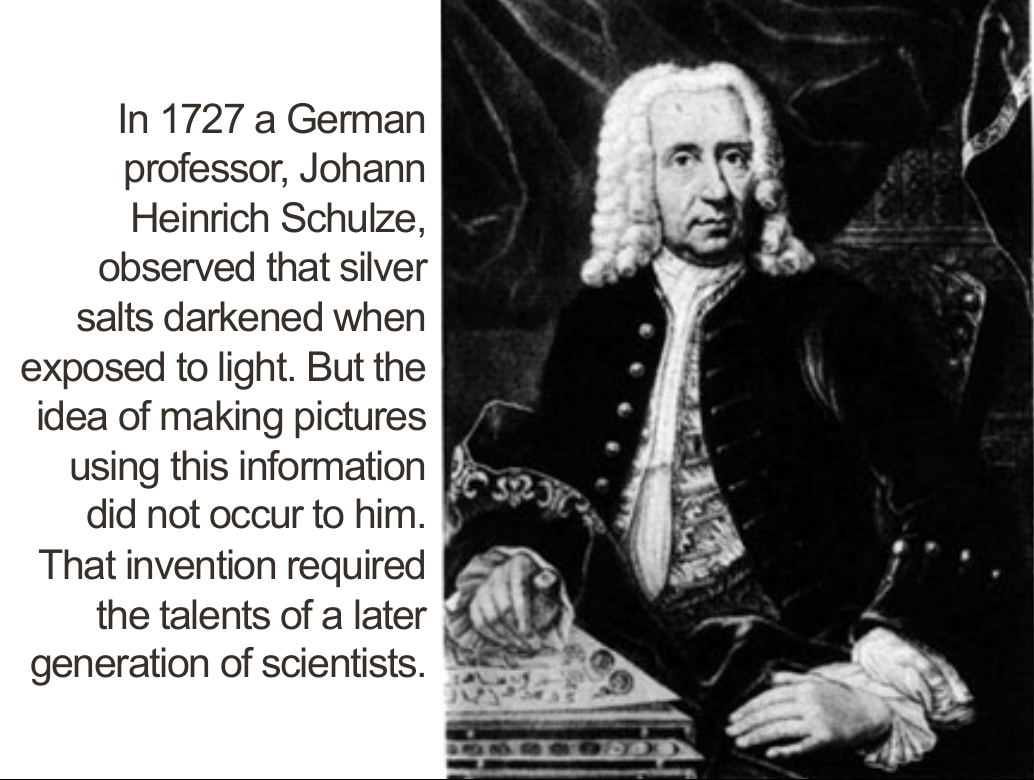 In 1727 a German
professor, Johann
Heinrich Schulze,
observed that silver
salts darkened when
exposed to light. But the
idea of making pictures
using this information
did not occur to him.
That invention required
the talents of a later
generation of scientists.